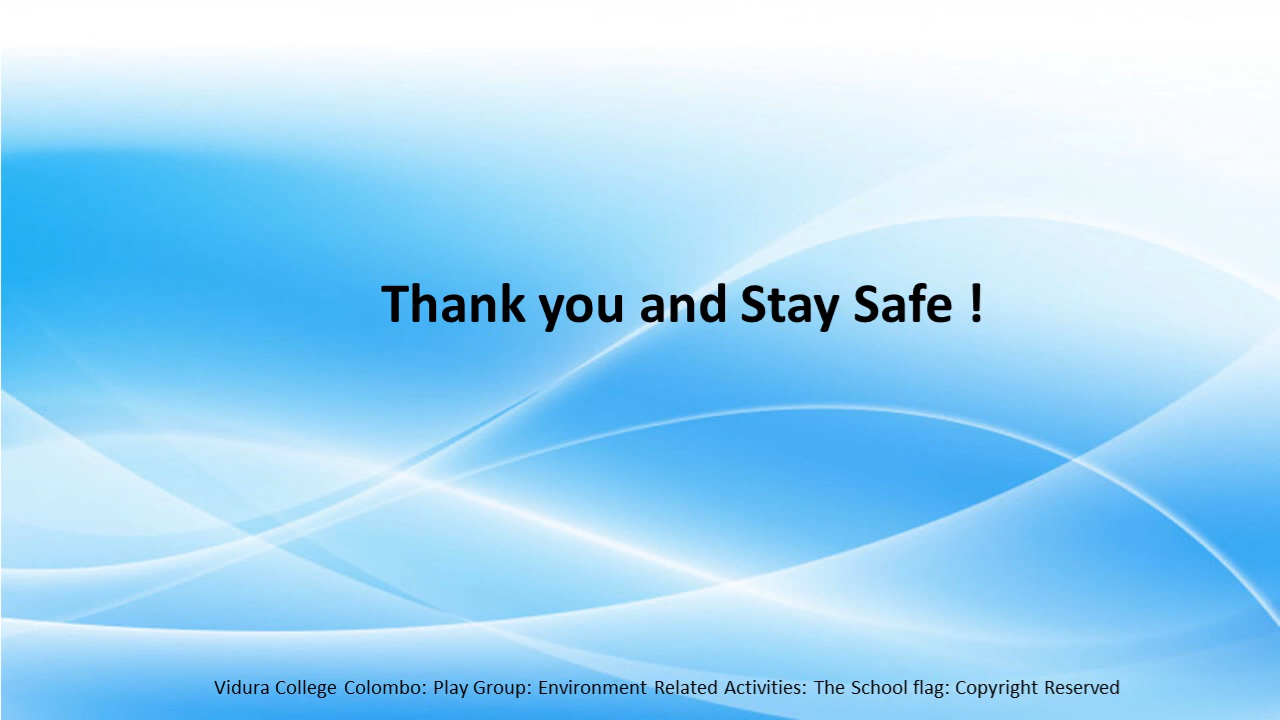 Thank you and Stay Safe !
Vidura College Colombo: Play Group: Environment Related Activities: The School flag: Copyright Reserved